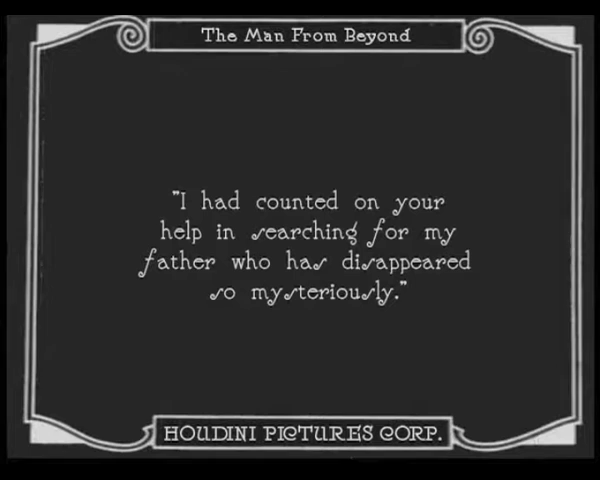 The Man From Beyond
"I had counted on your
help in searching for my
father who has disappeared
so mysteriously."
HOUDINI PICTURES CORP.